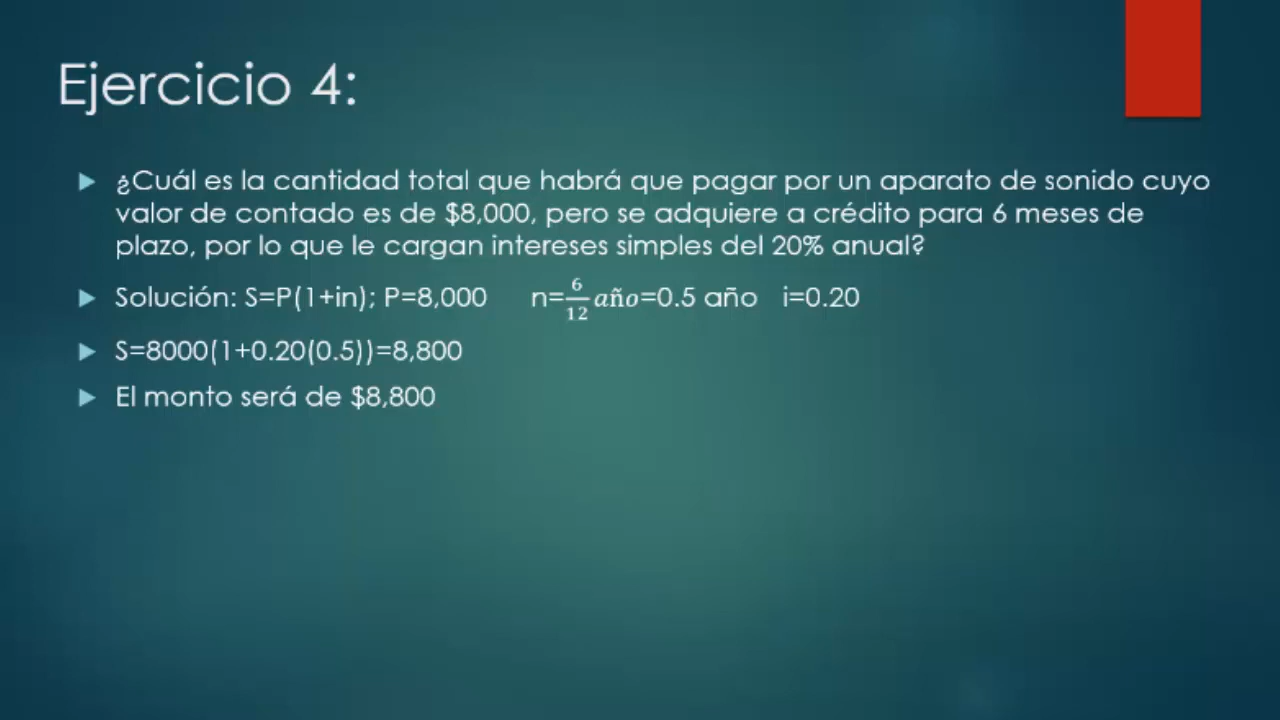 Ejercicio 4:
¿Cuál es la cantidad total que habrá que pagar por un aparato de sonido cuyo
valor de contado es de $8,000, pero se adquiere a crédito para 6 meses de
plazo, por lo que le cargan intereses simples del 20% anual?
Solución: S=P(1+in); P=8,000 n=6/12 año=0.5 año i=0.20
S=8000(1+0.20(0.5))=8,800
El monto será de $8,800